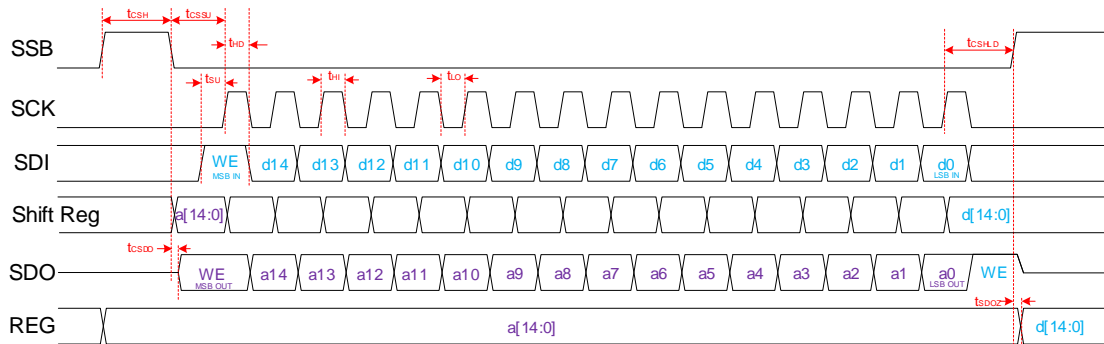 tCSH tCSSU
SSB tHD tCSHLD
tSU tHI tLO
SCK
SDI WE d14 d13 d12 d11 d10 d9 d8 d7 d6 d5 d4 d3 d2 d1 d0
MSB IN LSB IN
Shift Reg a[14:0] d[14:0]
tCSDO
SDO WE a14 a13 a12 a11 a10 a9 a8 a7 a6 a5 a4 a3 a2 a1 a0 WE
MSB OUT LSB OUT
tSDOZ
REG a[14:0] d[14:0]